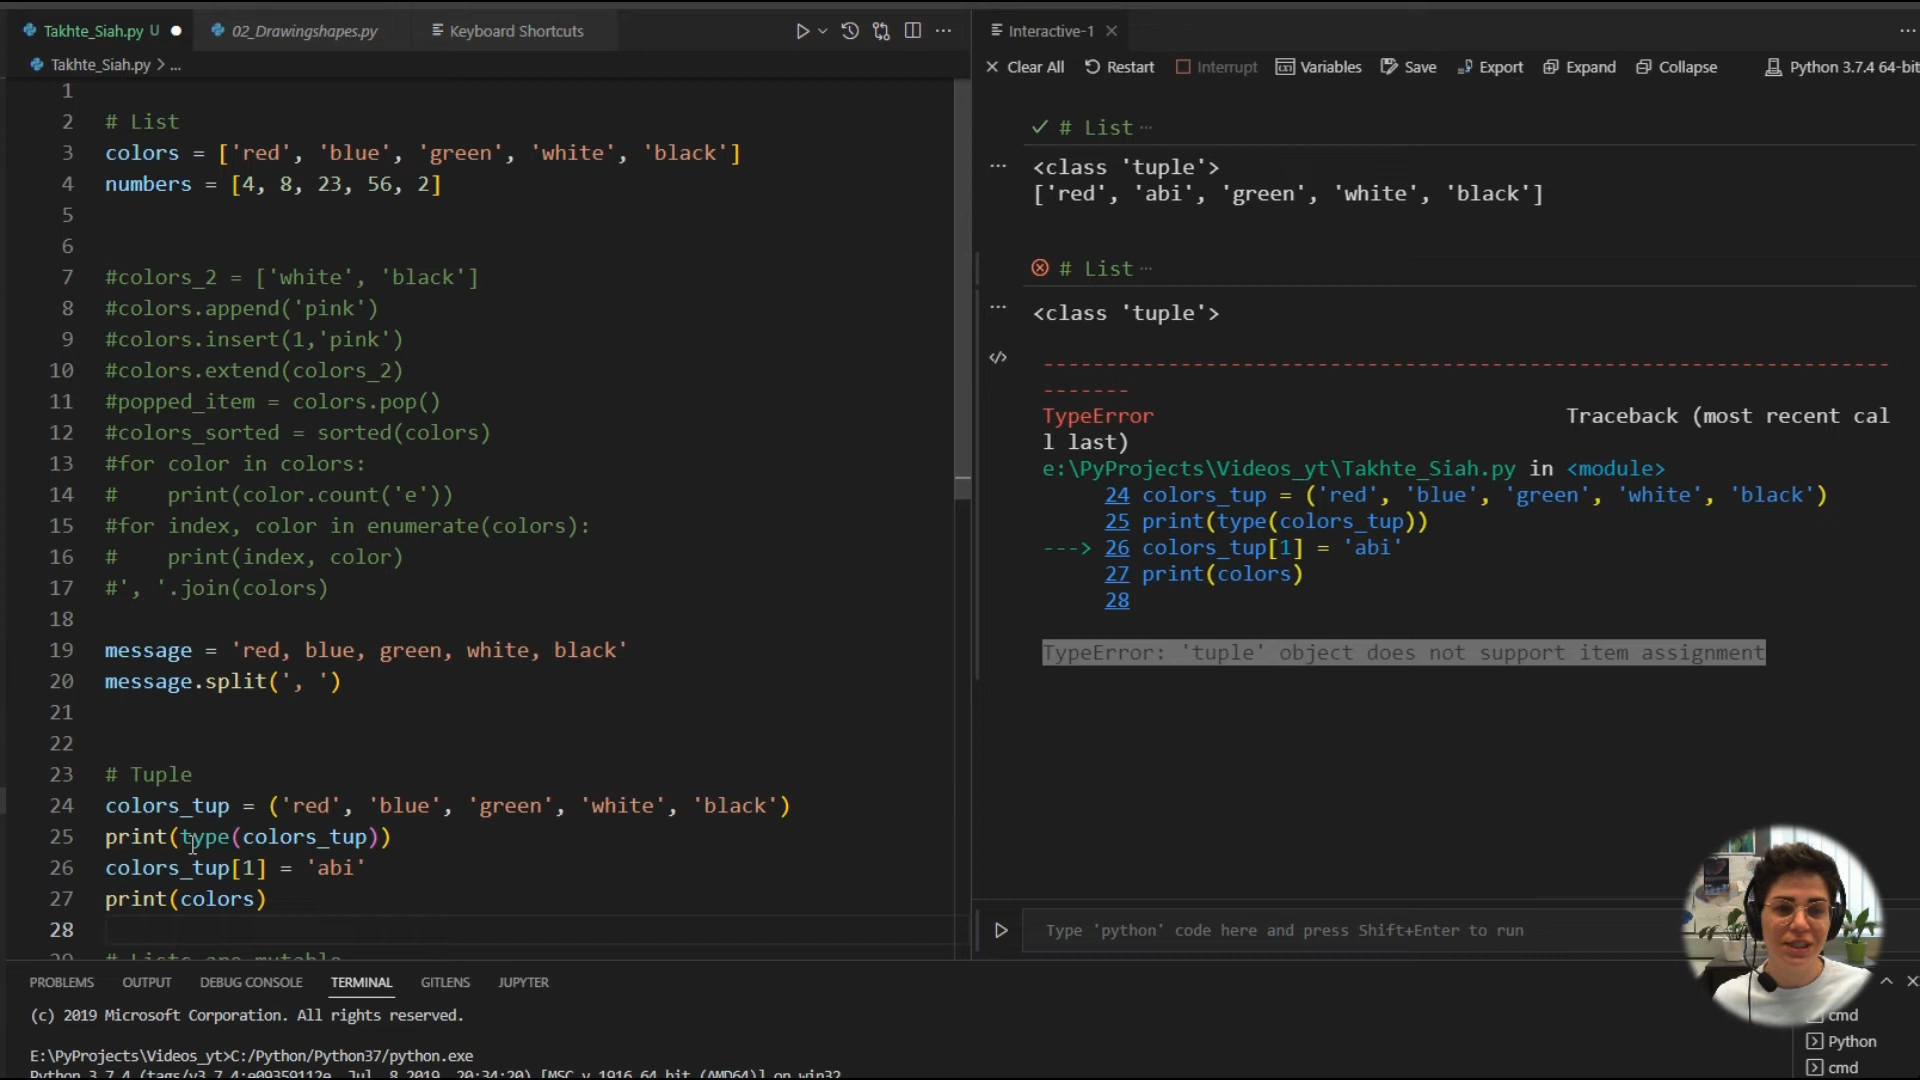 Takhte_Siah.py U
02_Drawingshapes.py
Keyboard Shortcuts
Takhte_Siah.py > ...
1
2 # List
3 colors = ['red', 'blue', 'green', 'white', 'black']
4 numbers = [4, 8, 23, 56, 2]
5
6
7 #colors_2 = ['white', 'black']
8 #colors.append('pink')
9 #colors.insert(1,'pink')
10 #colors.extend(colors_2)
11 #popped_item = colors.pop()
12 #colors_sorted = sorted(colors)
13 #for color in colors:
14 #    print(color.count('e'))
15 #for index, color in enumerate(colors):
16 #    print(index, color)
17 #', '.join(colors)
18
19 message = 'red, blue, green, white, black'
20 message.split(', ')
21
22
23 # Tuple
24 colors_tup = ('red', 'blue', 'green', 'white', 'black')
25 print(type(colors_tup))
26 colors_tup[1] = 'abi'
27 print(colors)
28
29 # Lists are mutable
Interactive-1
Clear All Restart Interrupt Variables Save Export Expand Collapse Python 3.7.4 64-bit
# List ...
<class 'tuple'>
['red', 'abi', 'green', 'white', 'black']
# List ...
<class 'tuple'>
---------------------------------------------------------------------------
TypeError Traceback (most recent cal
l last)
e:\PyProjects\Videos_yt\Takhte_Siah.py in <module>
24 colors_tup = ('red', 'blue', 'green', 'white', 'black')
25 print(type(colors_tup))
---> 26 colors_tup[1] = 'abi'
27 print(colors)
28
TypeError: 'tuple' object does not support item assignment
Type 'python' code here and press Shift+Enter to run
PROBLEMS OUTPUT DEBUG CONSOLE TERMINAL GITLENS JUPYTER
(c) 2019 Microsoft Corporation. All rights reserved.
E:\PyProjects\Videos_yt>C:/Python/Python37/python.exe
Python 3.7.4 (tags/v3.7.4:e09359112e, Jul  8 2019, 20:34:20) [MSC v.1916 64 bit (AMD64)] on win32
cmd
Python
cmd